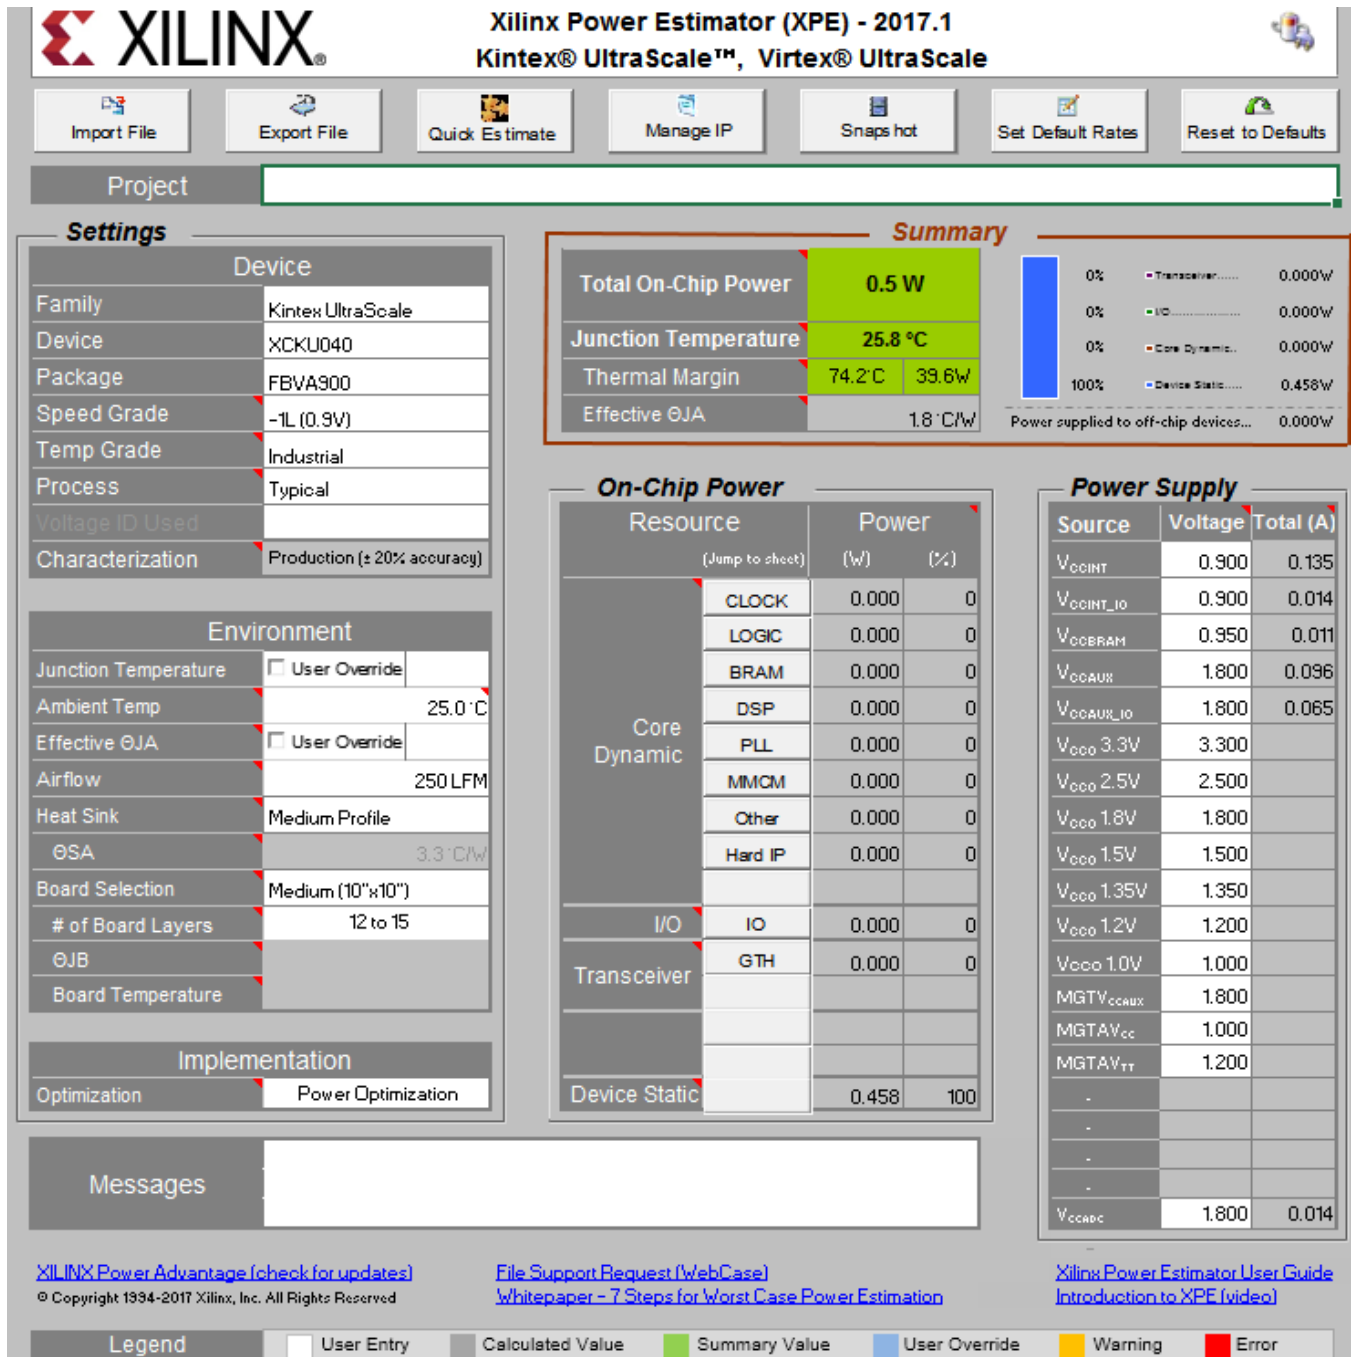 XILINX®
Xilinx Power Estimator (XPE) - 2017.1
Kintex® UltraScale™, Virtex® UltraScale
Import File
Export File
Quick Estimate
Manage IP
Snapshot
Set Default Rates
Reset to Defaults
Project
Settings
Device
Family Kintex UltraScale
Device XCKU040
Package FBVA900
Speed Grade -1L (0.9V)
Temp Grade Industrial
Process Typical
Voltage ID Used
Characterization Production (± 20% accuracy)
Environment
Junction Temperature User Override
Ambient Temp 25.0 °C
Effective ΘJA User Override
Airflow 250 LFM
Heat Sink Medium Profile
ΘSA 3.3 °C/W
Board Selection Medium (10"x10")
# of Board Layers 12 to 15
ΘJB
Board Temperature
Implementation
Optimization Power Optimization
Summary
Total On-Chip Power 0.5 W
Junction Temperature 25.8 °C
Thermal Margin 74.2°C 39.6W
Effective ΘJA 1.8 °C/W
0% Transceiver...... 0.000W
0% I/O.................... 0.000W
0% Core Dynamic.. 0.000W
100% Device Static..... 0.458W
Power supplied to off-chip devices... 0.000W
On-Chip Power
Resource Power
(Jump to sheet) (W) (%)
Core Dynamic
CLOCK 0.000 0
LOGIC 0.000 0
BRAM 0.000 0
DSP 0.000 0
PLL 0.000 0
MMCM 0.000 0
Other 0.000 0
Hard IP 0.000 0
I/O IO 0.000 0
Transceiver GTH 0.000 0
Device Static 0.458 100
Power Supply
Source Voltage Total (A)
VCCINT 0.900 0.135
VCCINT_IO 0.900 0.014
VCCBRAM 0.950 0.011
VCCAUX 1.800 0.096
VCCAUX_IO 1.800 0.065
Vcco 3.3V 3.300
Vcco 2.5V 2.500
Vcco 1.8V 1.800
Vcco 1.5V 1.500
Vcco 1.35V 1.350
Vcco 1.2V 1.200
Vcco 1.0V 1.000
MGTVccaux 1.800
MGTAVcc 1.000
MGTAVTT 1.200
-
-
-
-
VCCADC 1.800 0.014
Messages
XILINX Power Advantage (check for updates)
© Copyright 1994-2017 Xilinx, Inc. All Rights Reserved
File Support Request (WebCase)
Whitepaper - 7 Steps for Worst Case Power Estimation
Xilinx Power Estimator User Guide
Introduction to XPE (video)
Legend
User Entry
Calculated Value
Summary Value
User Override
Warning
Error